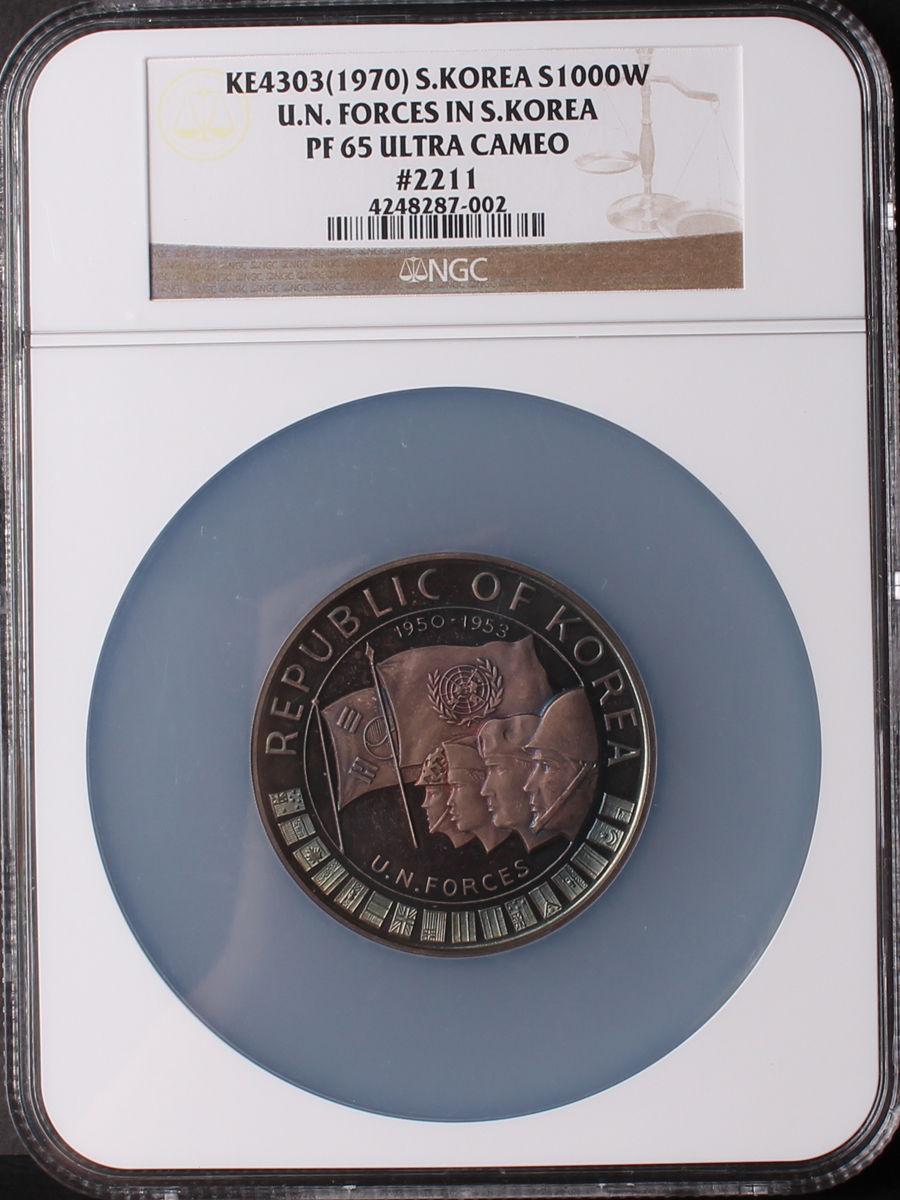 KE4303(1970) S.KOREA S1000W
U.N. FORCES IN S.KOREA
PF 65 ULTRA CAMEO
#2211
4248287-002
NGC
REPUBLIC OF KOREA
1950-1953
U.N. FORCES